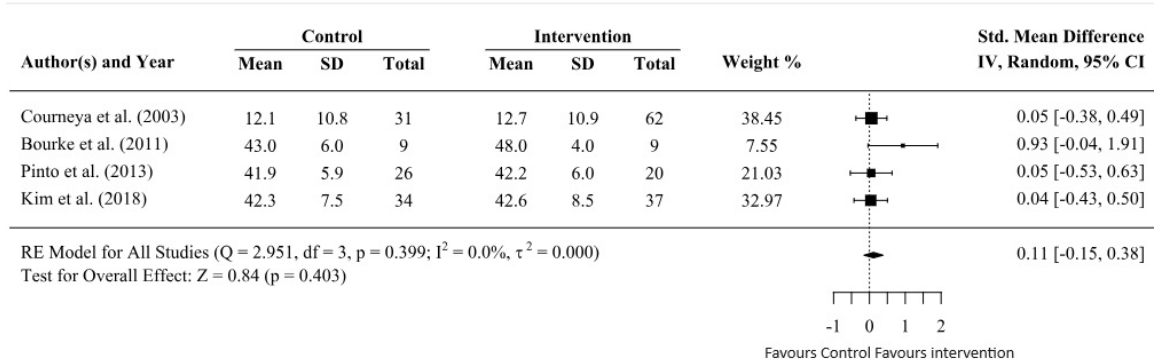 Control Intervention Std. Mean Difference
Author(s) and Year Mean SD Total Mean SD Total Weight % IV, Random, 95% CI
Courneya et al. (2003) 12.1 10.8 31 12.7 10.9 62 38.45 0.05 [-0.38, 0.49]
Bourke et al. (2011) 43.0 6.0 9 48.0 4.0 9 7.55 0.93 [-0.04, 1.91]
Pinto et al. (2013) 41.9 5.9 26 42.2 6.0 20 21.03 0.05 [-0.53, 0.63]
Kim et al. (2018) 42.3 7.5 34 42.6 8.5 37 32.97 0.04 [-0.43, 0.50]
RE Model for All Studies (Q = 2.951, df = 3, p = 0.399; I² = 0.0%, τ² = 0.000) 0.11 [-0.15, 0.38]
Test for Overall Effect: Z = 0.84 (p = 0.403)
-1 0 1 2
Favours Control Favours intervention